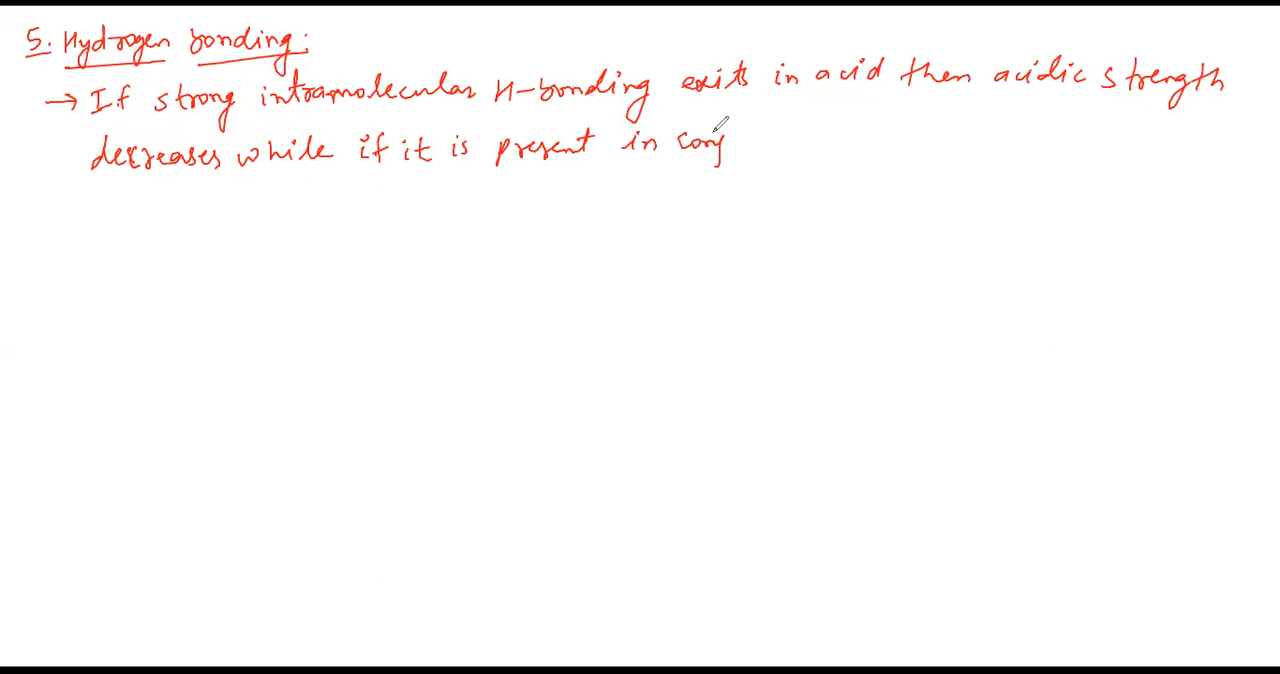 5. Hydrogen bonding:
→ If strong intramolecular H-bonding exits in acid then acidic strength
decreases while if it is present in conj